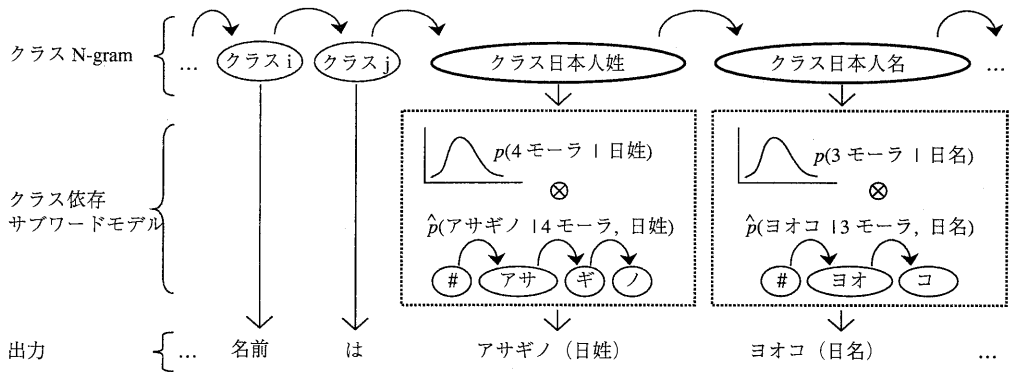 クラス N-gram
… クラス i クラス j クラス日本人姓 クラス日本人名 …
クラス依存
サブワードモデル
p(4 モーラ | 日姓)
⊗
p̂(アサギノ |4 モーラ, 日姓)
# アサ ギ ノ
p(3 モーラ | 日名)
⊗
p̂(ヨオコ |3 モーラ, 日名)
# ヨオ コ
出力
… 名前 は アサギノ（日姓） ヨオコ（日名） …